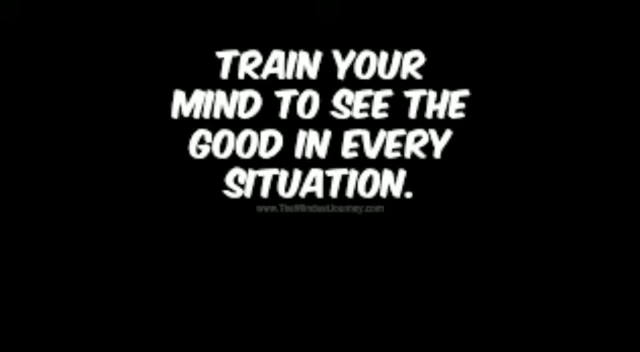 TRAIN YOUR
MIND TO SEE THE
GOOD IN EVERY
SITUATION.